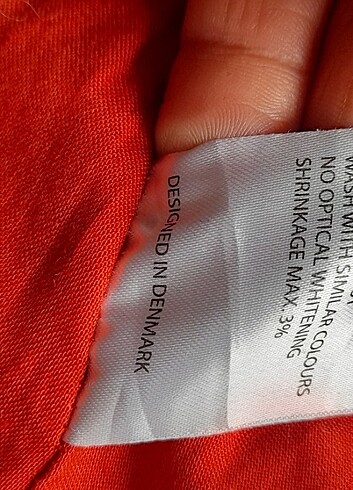 WASH WITH SIMILAR COLOURS
NO OPTICAL WHITENING
SHRINKAGE MAX. 3%
DESIGNED IN DENMARK